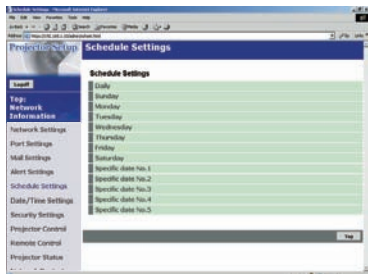 Projector Setup
Schedule Settings
Logoff
Top:
Network
Information
Network Settings
Port Settings
Mail Settings
Alert Settings
Schedule Settings
Date/Time Settings
Security Settings
Projector Control
Remote Control
Projector Status
Schedule Settings
Daily
Sunday
Monday
Tuesday
Wednesday
Thursday
Friday
Saturday
Specific date No.1
Specific date No.2
Specific date No.3
Specific date No.4
Specific date No.5
Top